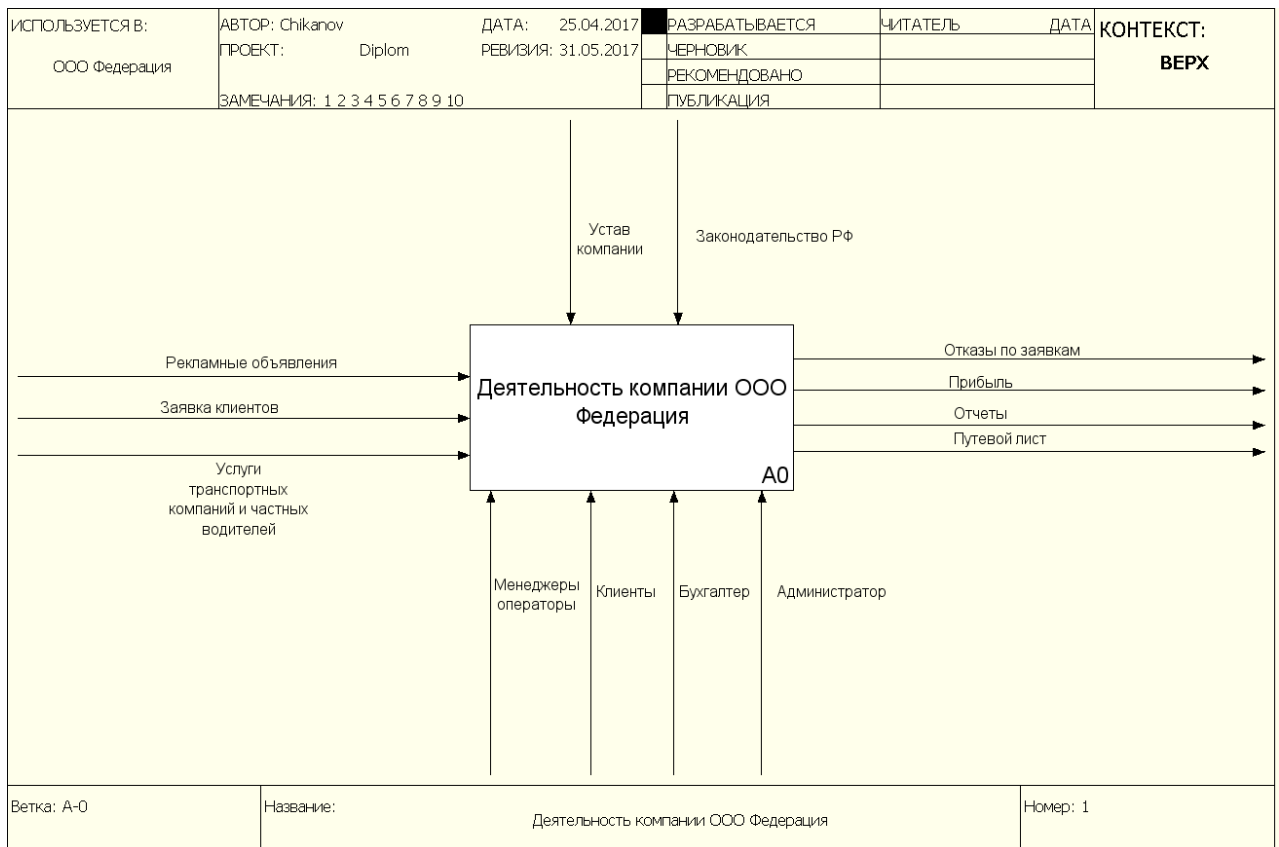 ИСПОЛЬЗУЕТСЯ В:
ООО Федерация
АВТОР: Chikanov
ДАТА: 25.04.2017
ПРОЕКТ: Diplom
РЕВИЗИЯ: 31.05.2017
ЗАМЕЧАНИЯ: 1 2 3 4 5 6 7 8 9 10
РАЗРАБАТЫВАЕТСЯ
ЧЕРНОВИК
РЕКОМЕНДОВАНО
ПУБЛИКАЦИЯ
ЧИТАТЕЛЬ
ДАТА
КОНТЕКСТ:
ВЕРХ
Устав
компании
Законодательство РФ
Рекламные объявления
Заявка клиентов
Услуги
транспортных
компаний и частных
водителей
Деятельность компании ООО
Федерация
A0
Отказы по заявкам
Прибыль
Отчеты
Путевой лист
Менеджеры
операторы
Клиенты
Бухгалтер
Администратор
Ветка: A-0
Название:
Деятельность компании ООО Федерация
Номер: 1